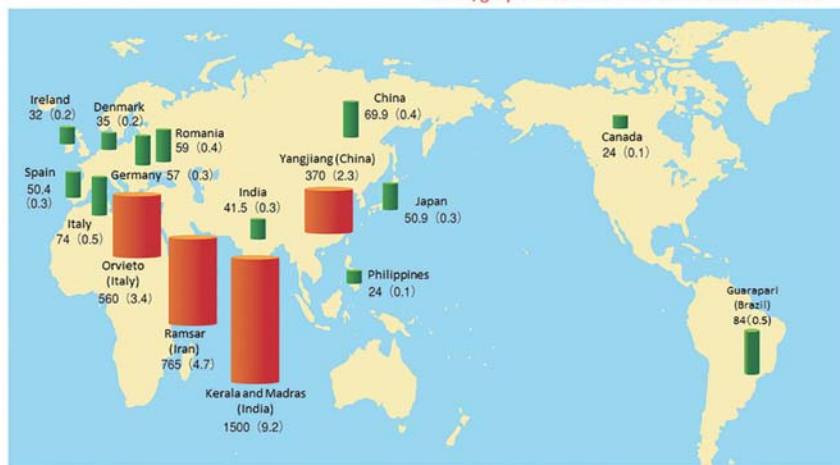 Ireland
32 (0.2)
Denmark
35 (0.2)
Romania
59 (0.4)
China
69.9 (0.4)
Canada
24 (0.1)
Spain
50.4
(0.3)
Germany 57 (0.3)
Yangjiang (China)
370 (2.3)
India
41.5 (0.3)
Japan
50.9 (0.3)
Italy
74 (0.5)
Orvieto
(Italy)
560 (3.4)
Philippines
24 (0.1)
Guarapari
(Brazil)
84(0.5)
Ramsar
(Iran)
765 (4.7)
Kerala and Madras
(India)
1500 (9.2)